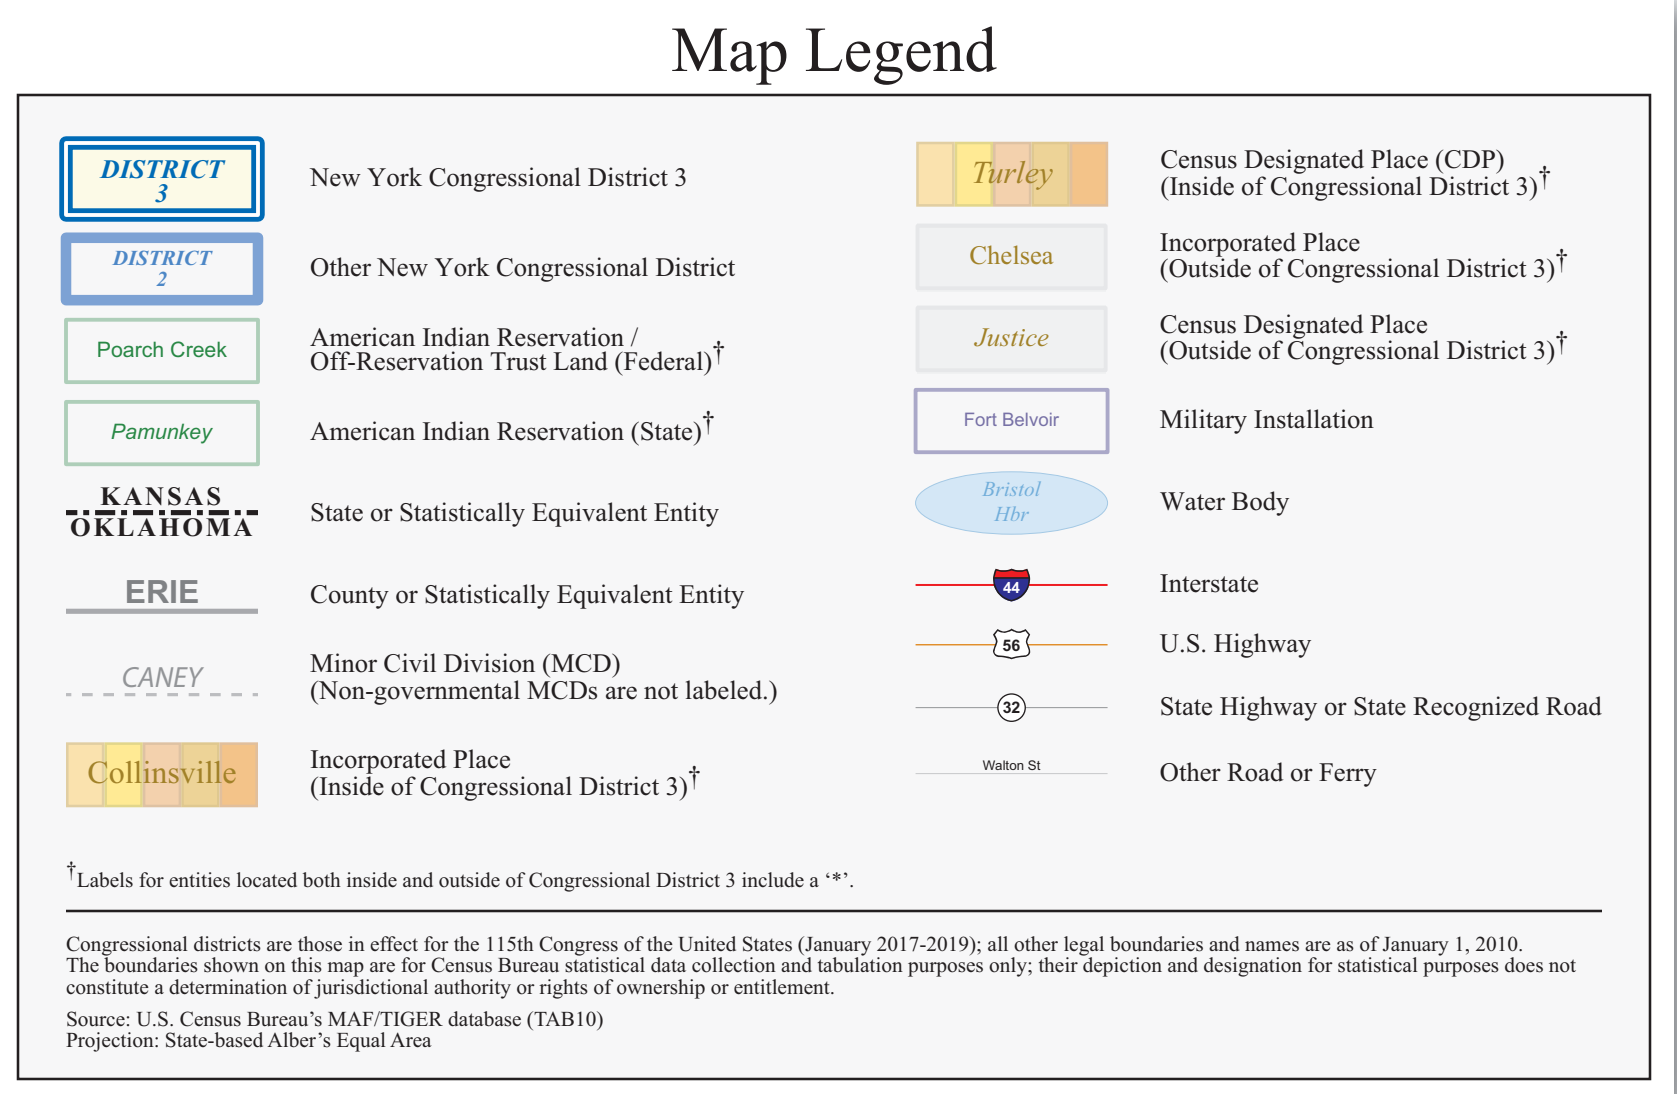 Map Legend
DISTRICT
3
New York Congressional District 3
DISTRICT
2
Other New York Congressional District
Poarch Creek
American Indian Reservation /
Off-Reservation Trust Land (Federal)†
Pamunkey
American Indian Reservation (State)†
KANSAS
OKLAHOMA
State or Statistically Equivalent Entity
ERIE
County or Statistically Equivalent Entity
CANEY
Minor Civil Division (MCD)
(Non-governmental MCDs are not labeled.)
Collinsville
Incorporated Place
(Inside of Congressional District 3)†
Turley
Census Designated Place (CDP)
(Inside of Congressional District 3)†
Chelsea
Incorporated Place
(Outside of Congressional District 3)†
Justice
Census Designated Place
(Outside of Congressional District 3)†
Fort Belvoir
Military Installation
Bristol
Hbr
Water Body
44
Interstate
56
U.S. Highway
32
State Highway or State Recognized Road
Walton St
Other Road or Ferry
†Labels for entities located both inside and outside of Congressional District 3 include a ‘*’.
Congressional districts are those in effect for the 115th Congress of the United States (January 2017-2019); all other legal boundaries and names are as of January 1, 2010.
The boundaries shown on this map are for Census Bureau statistical data collection and tabulation purposes only; their depiction and designation for statistical purposes does not
constitute a determination of jurisdictional authority or rights of ownership or entitlement.
Source: U.S. Census Bureau’s MAF/TIGER database (TAB10)
Projection: State-based Alber’s Equal Area